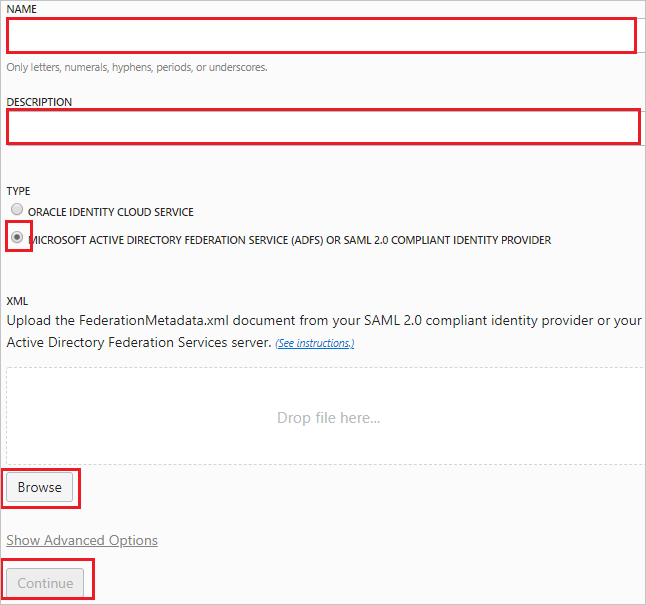 NAME
Only letters, numerals, hyphens, periods, or underscores.
DESCRIPTION
TYPE
ORACLE IDENTITY CLOUD SERVICE
MICROSOFT ACTIVE DIRECTORY FEDERATION SERVICE (ADFS) OR SAML 2.0 COMPLIANT IDENTITY PROVIDER
XML
Upload the FederationMetadata.xml document from your SAML 2.0 compliant identity provider or your
Active Directory Federation Services server. (See instructions.)
Drop file here...
Browse
Show Advanced Options
Continue